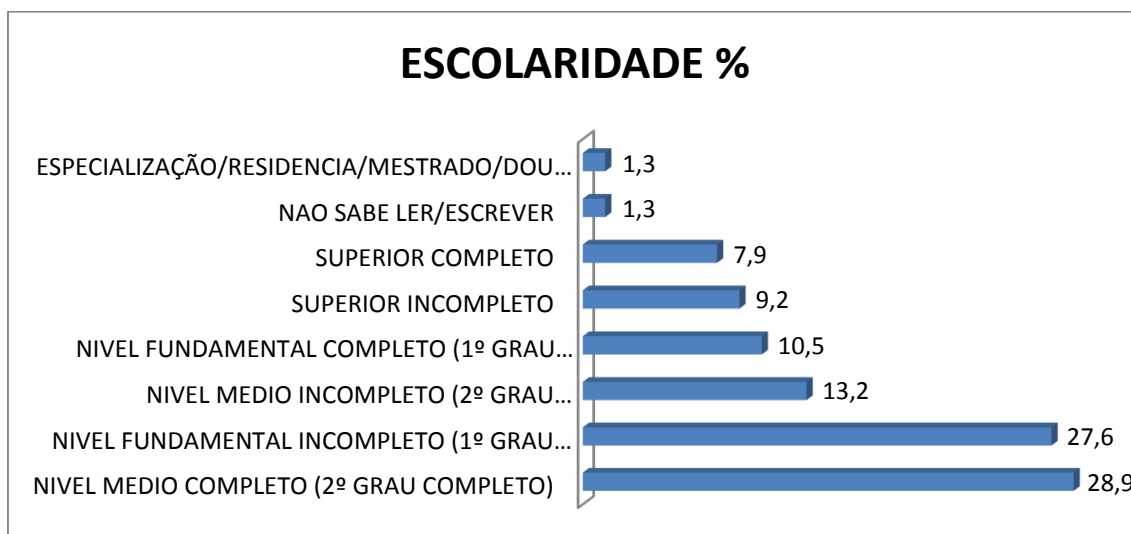 ESCOLARIDADE %
ESPECIALIZAÇÃO/RESIDENCIA/MESTRADO/DOU... 1,3
NAO SABE LER/ESCREVER 1,3
SUPERIOR COMPLETO 7,9
SUPERIOR INCOMPLETO 9,2
NIVEL FUNDAMENTAL COMPLETO (1º GRAU... 10,5
NIVEL MEDIO INCOMPLETO (2º GRAU... 13,2
NIVEL FUNDAMENTAL INCOMPLETO (1º GRAU... 27,6
NIVEL MEDIO COMPLETO (2º GRAU COMPLETO) 28,9